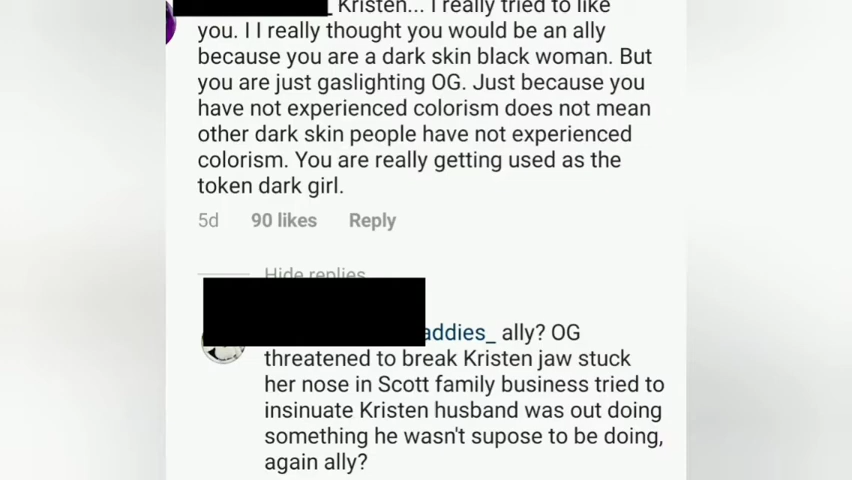 Kristen... I really tried to like
you. I I really thought you would be an ally
because you are a dark skin black woman. But
you are just gaslighting OG. Just because you
have not experienced colorism does not mean
other dark skin people have not experienced
colorism. You are really getting used as the
token dark girl.
5d 90 likes Reply
Hide replies
addies_ ally? OG
threatened to break Kristen jaw stuck
her nose in Scott family business tried to
insinuate Kristen husband was out doing
something he wasn't supose to be doing,
again ally?